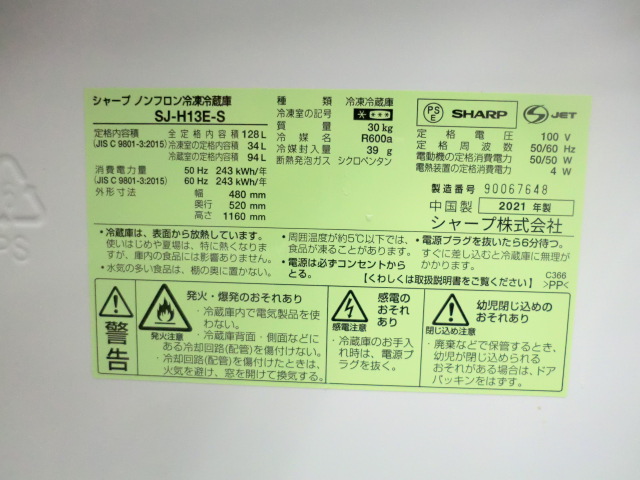 シャープ ノンフロン冷凍冷蔵庫
SJ-H13E-S
定格内容積 全定格内容積 128L
(JIS C 9801-3:2015) 冷凍室の定格内容積 34L
冷蔵室の定格内容積 94L
消費電力量 50 Hz 243 kWh/年
(JIS C 9801-3:2015) 60 Hz 243 kWh/年
外形寸法 幅 480 mm
奥行 520 mm
高さ 1160 mm
種類 冷凍冷蔵庫
冷凍室の記号 ****
質量 30 kg
冷媒 R600a
冷媒封入量 39 g
断熱発泡ガス シクロペンタン
PS
E
SHARP
JET
定格電圧 100 V
定格周波数 50/60 Hz
電動機の定格消費電力 50/50 W
電熱装置の定格消費電力 4 W
製造番号 90067648
中国製 2021 年製
シャープ株式会社
・冷蔵庫は、表面から放熱しています。
使いはじめや夏場は、特に熱くなりま
すが、庫内の食品には影響ありません。
・水気の多い食品は、棚の奥に置かない。
・周囲温度が約5℃以下では、
食品が凍ることがあります。
・電源は必ずコンセントから
とる。
・電源プラグを抜いたら6分待つ。
すぐに差し込むと冷蔵庫に無理が
かかります。
【くわしくは取扱説明書をご覧ください】
C366
>PP<
警告
発火・爆発のおそれあり
発火注意
・冷蔵庫内で電気製品を使わない。
・冷蔵庫背面・側面などに
ある冷却回路(配管)を傷付けない。
・冷却回路(配管)を傷付けたときは、
火気を避け、窓を開けて換気する。
感電の
おそれあり
感電注意
・冷蔵庫のお手入
れ時は、電源プ
ラグを抜く。
幼児閉じ込めの
おそれあり
閉じ込め注意
・廃棄などで保管するとき、
幼児が閉じ込められる
おそれがある場合は、ドア
パッキンをはずす。